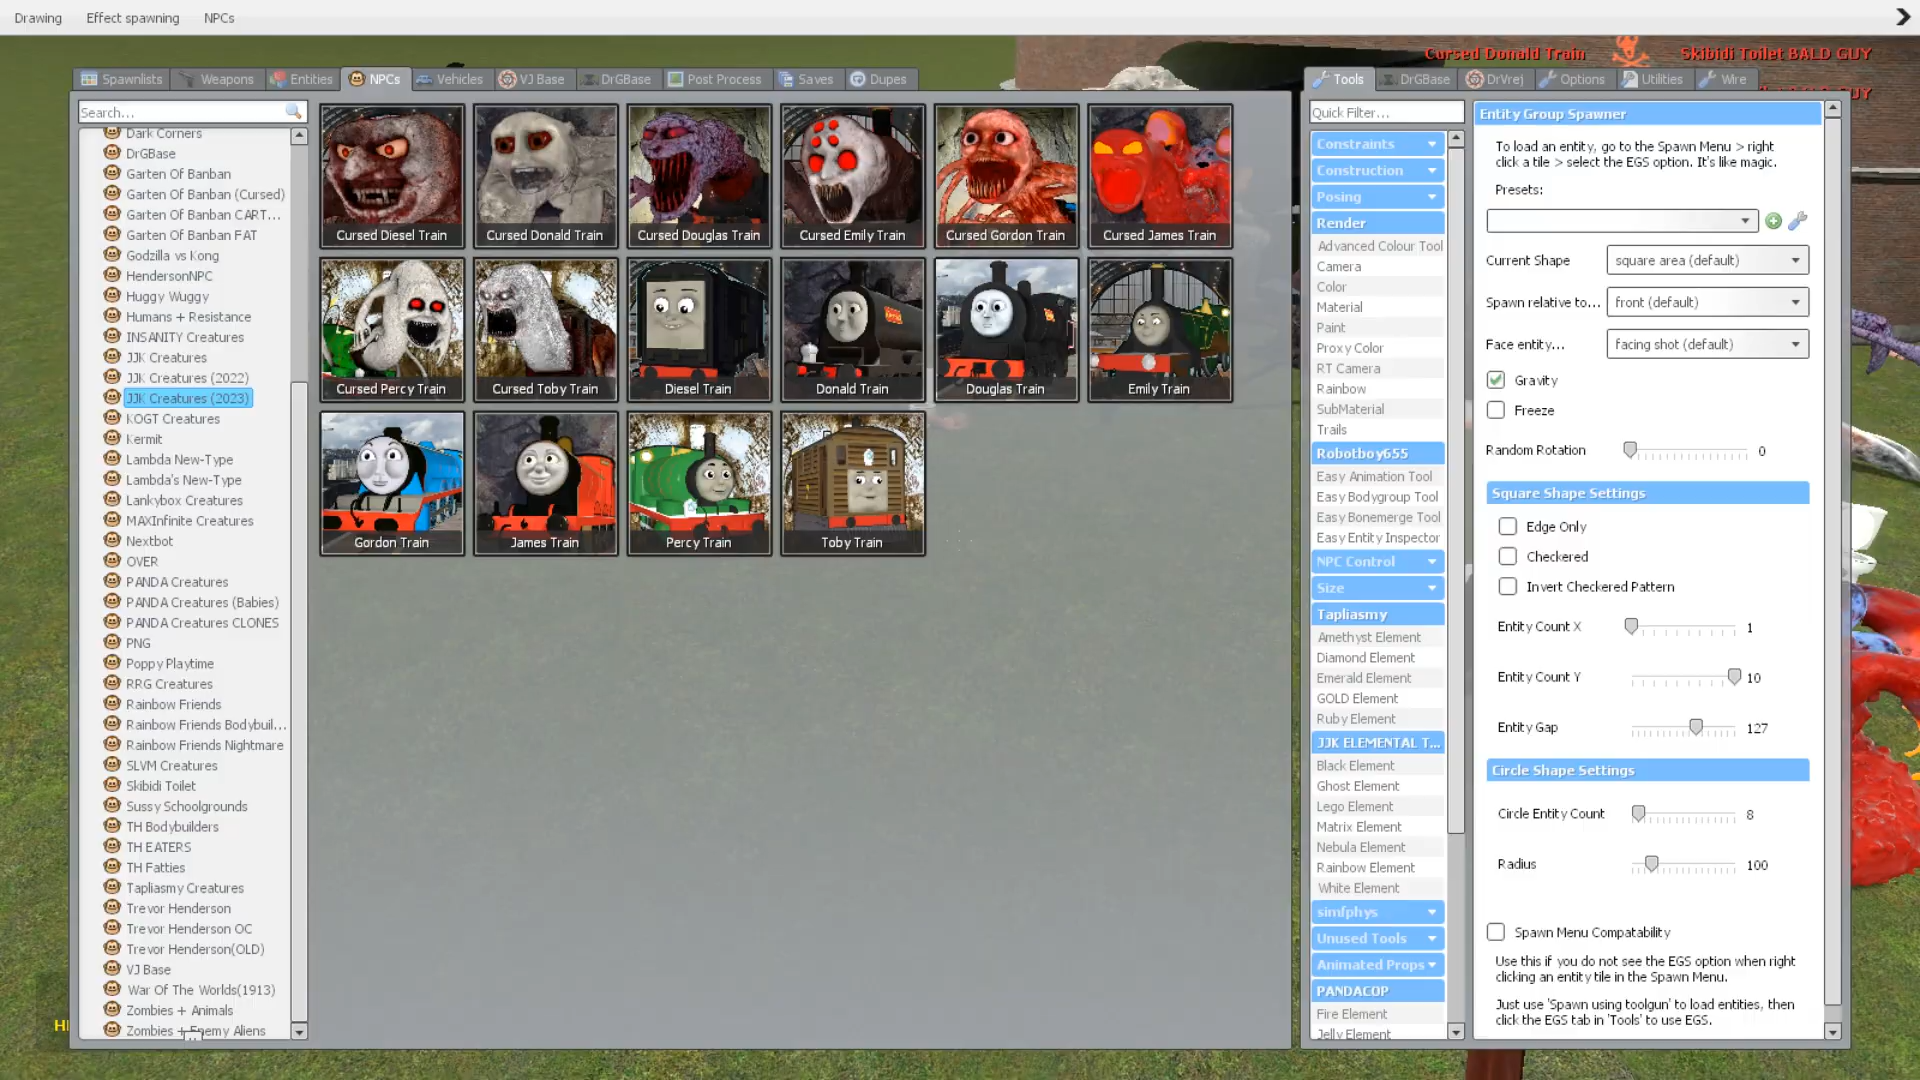 Drawing
Effect spawning
NPCs
Cursed Donald Train
Skibidi Toilet BALD GUY
Spawnlists
Weapons
Entities
NPCs
Vehicles
VJ Base
DrGBase
Post Process
Saves
Dupes
Search...
Dark Corners
DrGBase
Garten Of Banban
Garten Of Banban (Cursed)
Garten Of Banban CART...
Garten Of Banban FAT
Godzilla vs Kong
HendersonNPC
Huggy Wuggy
Humans + Resistance
INSANITY Creatures
JJK Creatures
JJK Creatures (2022)
JJK Creatures (2023)
KOGT Creatures
Kermit
Lambda New-Type
Lambda's New-Type
Lankybox Creatures
MAXInfinite Creatures
Nextbot
OVER
PANDA Creatures
PANDA Creatures (Babies)
PANDA Creatures CLONES
PNG
Poppy Playtime
RRG Creatures
Rainbow Friends
Rainbow Friends Bodybuil...
Rainbow Friends Nightmare
SLVM Creatures
Skibidi Toilet
Sussy Schoolgrounds
TH Bodybuilders
TH EATERS
TH Fatties
Tapliasmy Creatures
Trevor Henderson
Trevor Henderson OC
Trevor Henderson(OLD)
VJ Base
War Of The Worlds(1913)
Zombies + Animals
Zombies + Enemy Aliens
Cursed Diesel Train
Cursed Donald Train
Cursed Douglas Train
Cursed Emily Train
Cursed Gordon Train
Cursed James Train
Cursed Percy Train
Cursed Toby Train
Diesel Train
Donald Train
Douglas Train
Emily Train
Gordon Train
James Train
Percy Train
Toby Train
Tools
DrGBase
DrVrej
Options
Utilities
Wire
Quick Filter...
Constraints
Construction
Posing
Render
Advanced Colour Tool
Camera
Color
Material
Paint
Proxy Color
RT Camera
Rainbow
SubMaterial
Trails
Robotboy655
Easy Animation Tool
Easy Bodygroup Tool
Easy Bonemerge Tool
Easy Entity Inspector
NPC Control
Size
Tapliasmy
Amethyst Element
Diamond Element
Emerald Element
GOLD Element
Ruby Element
JJK ELEMENTAL T...
Black Element
Ghost Element
Lego Element
Matrix Element
Nebula Element
Rainbow Element
White Element
simfphys
Unused Tools
Animated Props
PANDACOP
Fire Element
Jelly Element
Entity Group Spawner
To load an entity, go to the Spawn Menu > right
click a tile > select the EGS option. It's like magic.
Presets:
Current Shape
square area (default)
Spawn relative to...
front (default)
Face entity...
facing shot (default)
Gravity
Freeze
Random Rotation
0
Square Shape Settings
Edge Only
Checkered
Invert Checkered Pattern
Entity Count X
1
Entity Count Y
10
Entity Gap
127
Circle Shape Settings
Circle Entity Count
8
Radius
100
Spawn Menu Compatability
Use this if you do not see the EGS option when right
clicking an entity tile in the Spawn Menu.
Just use 'Spawn using toolgun' to load entities, then
click the EGS tab in 'Tools' to use EGS.